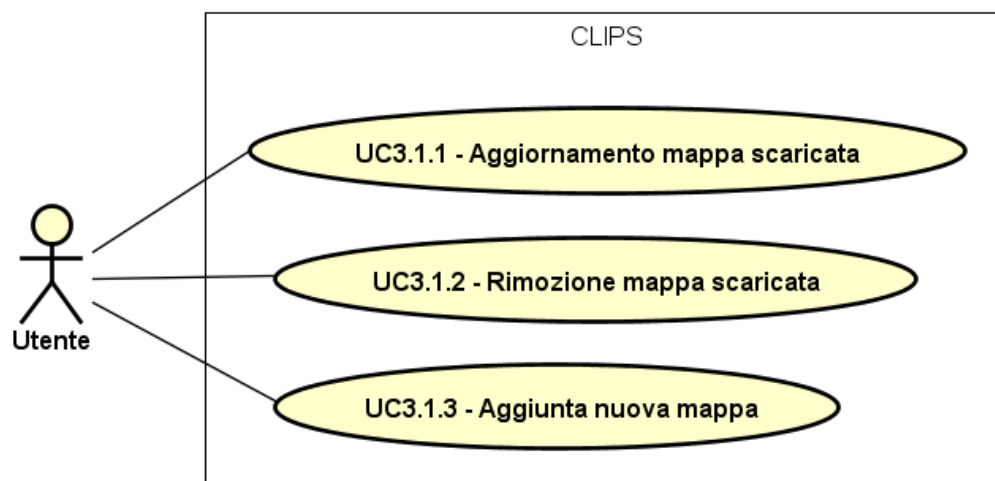 CLIPS
UC3.1.1 - Aggiornamento mappa scaricata
UC3.1.2 - Rimozione mappa scaricata
Utente
UC3.1.3 - Aggiunta nuova mappa